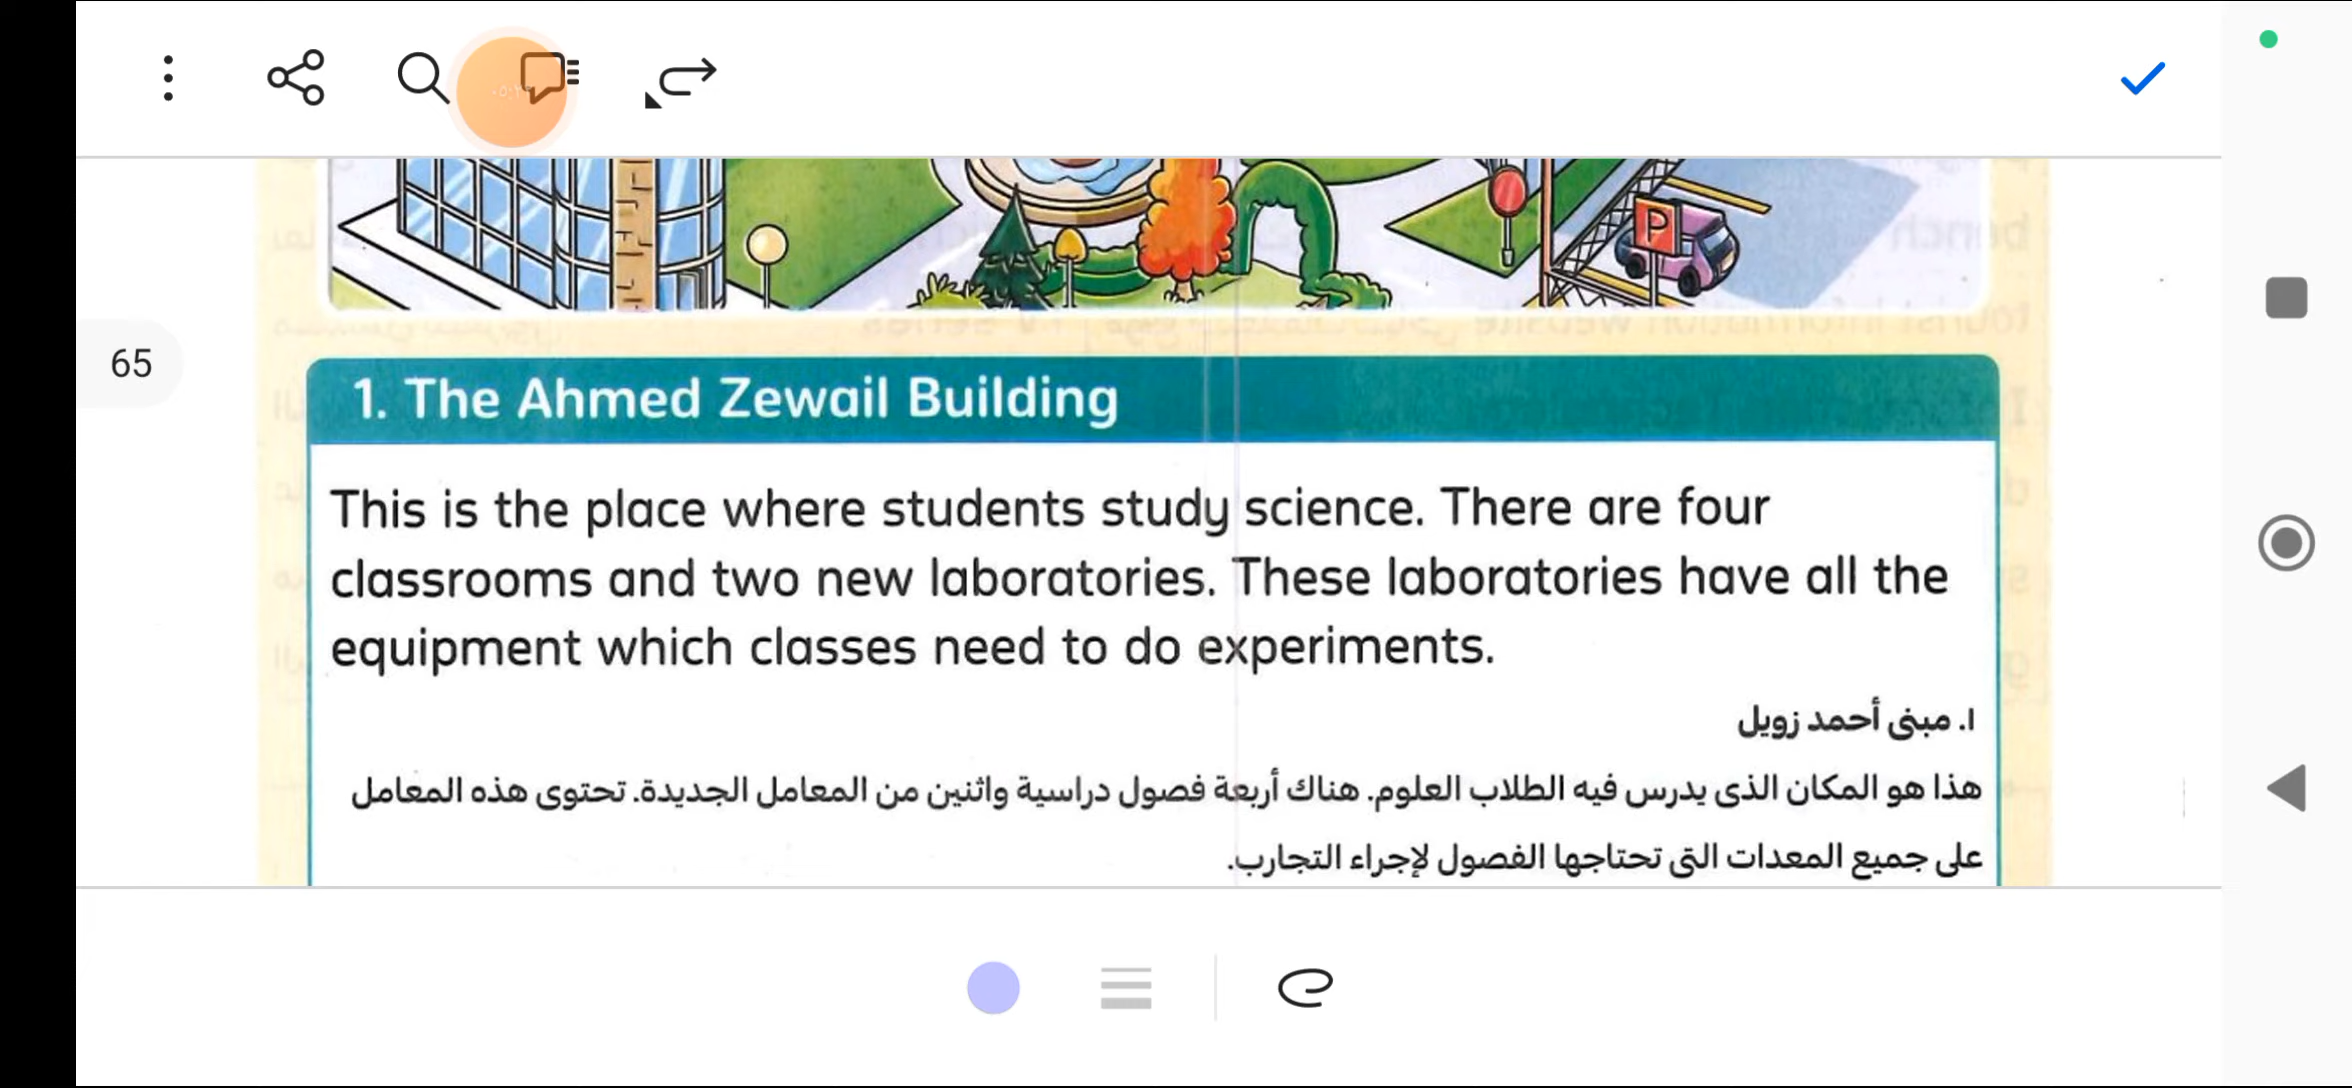 65
P
1. The Ahmed Zewail Building
This is the place where students study science. There are four
classrooms and two new laboratories. These laboratories have all the
equipment which classes need to do experiments.
١. مبنى أحمد زويل
هذا هو المكان الذى يدرس فيه الطلاب العلوم. هناك أربعة فصول دراسية واثنين من المعامل الجديدة. تحتوى هذه المعامل
على جميع المعدات التى تحتاجها الفصول لإجراء التجارب.